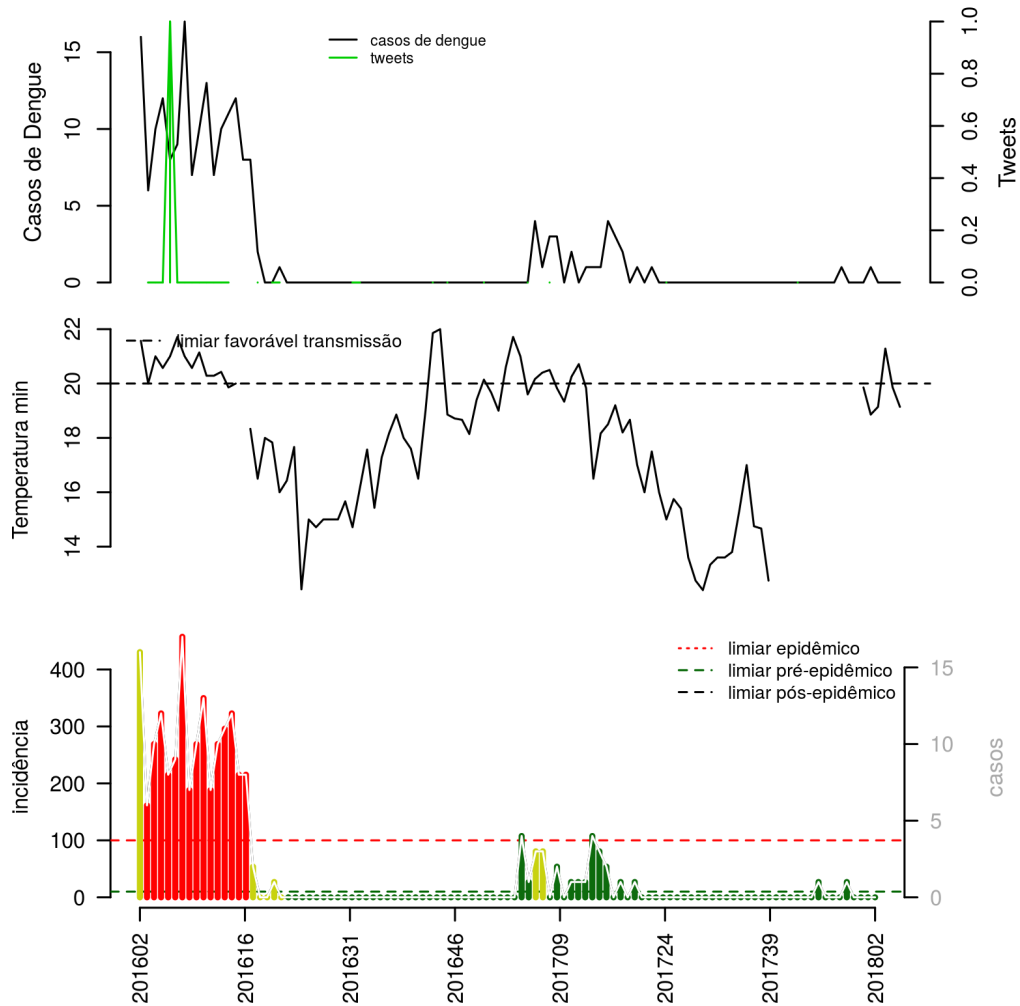 casos de dengue
tweets
Casos de Dengue
0
5
10
15
0.0
0.2
0.4
0.6
0.8
1.0
Tweets
limiar favorável transmissão
Temperatura min
14
16
18
20
22
limiar epidêmico
limiar pré-epidêmico
limiar pós-epidêmico
incidência
400
300
200
100
0
15
10
5
0
casos
201602
201616
201631
201646
201709
201724
201739
201802